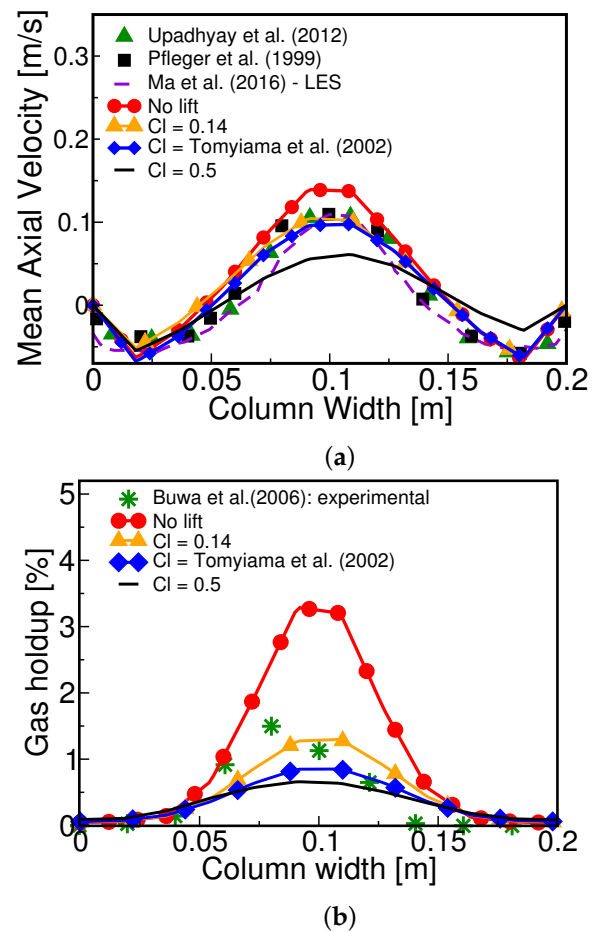 Mean Axial Velocity [m/s]
0.3
0.2
0.1
0
Upadhyay et al. (2012)
Pfleger et al. (1999)
Ma et al. (2016) - LES
No lift
Cl = 0.14
Cl = Tomyiama et al. (2002)
Cl = 0.5
0 0.05 0.1 0.15 0.2
Column Width [m]
(a)
Gas holdup [%]
5
4
3
2
1
0
Buwa et al.(2006): experimental
No lift
Cl = 0.14
Cl = Tomyiama et al. (2002)
Cl = 0.5
0 0.05 0.1 0.15 0.2
Column width [m]
(b)